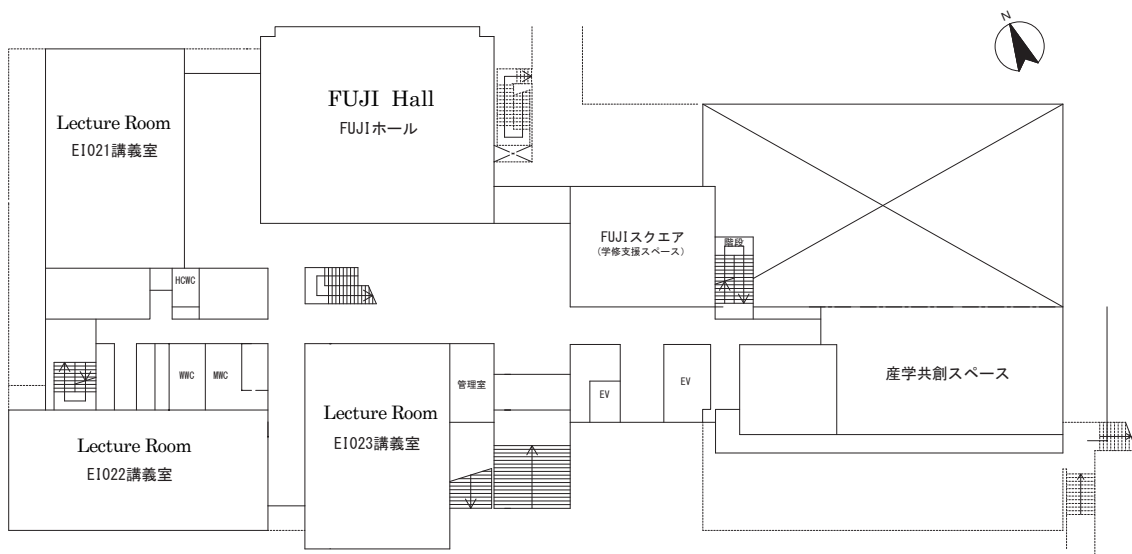 N
FUJI Hall
FUJIホール
Lecture Room
EI021講義室
FUJIスクエア
(学修支援スペース)
階段
HCWC
WWC
MWC
管理室
EV
EV
産学共創スペース
Lecture Room
EI023講義室
Lecture Room
EI022講義室